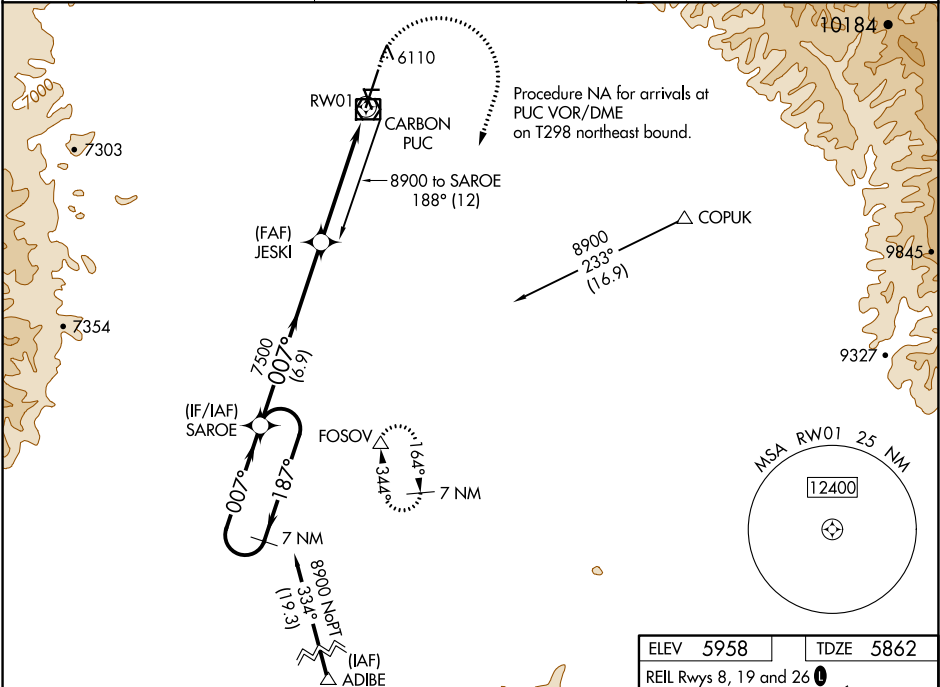 10184
6110
7000
RW01
CARBON
PUC
Procedure NA for arrivals at
PUC VOR/DME
on T298 northeast bound.
7303
8900 to SAROE
188° (12)
COPUK
(FAF)
JESKI
8900
233°
(16.9)
9845
7354
7500
007°
(6.9)
9327
(IF/IAF)
SAROE
FOSOV
164°
344°
7 NM
MSA RW01 25 NM
12400
007°
187°
7 NM
8900 NoPT
334°
(19.3)
(IAF)
ADIBE
ELEV 5958
TDZE 5862
REIL Rwys 8, 19 and 26 L